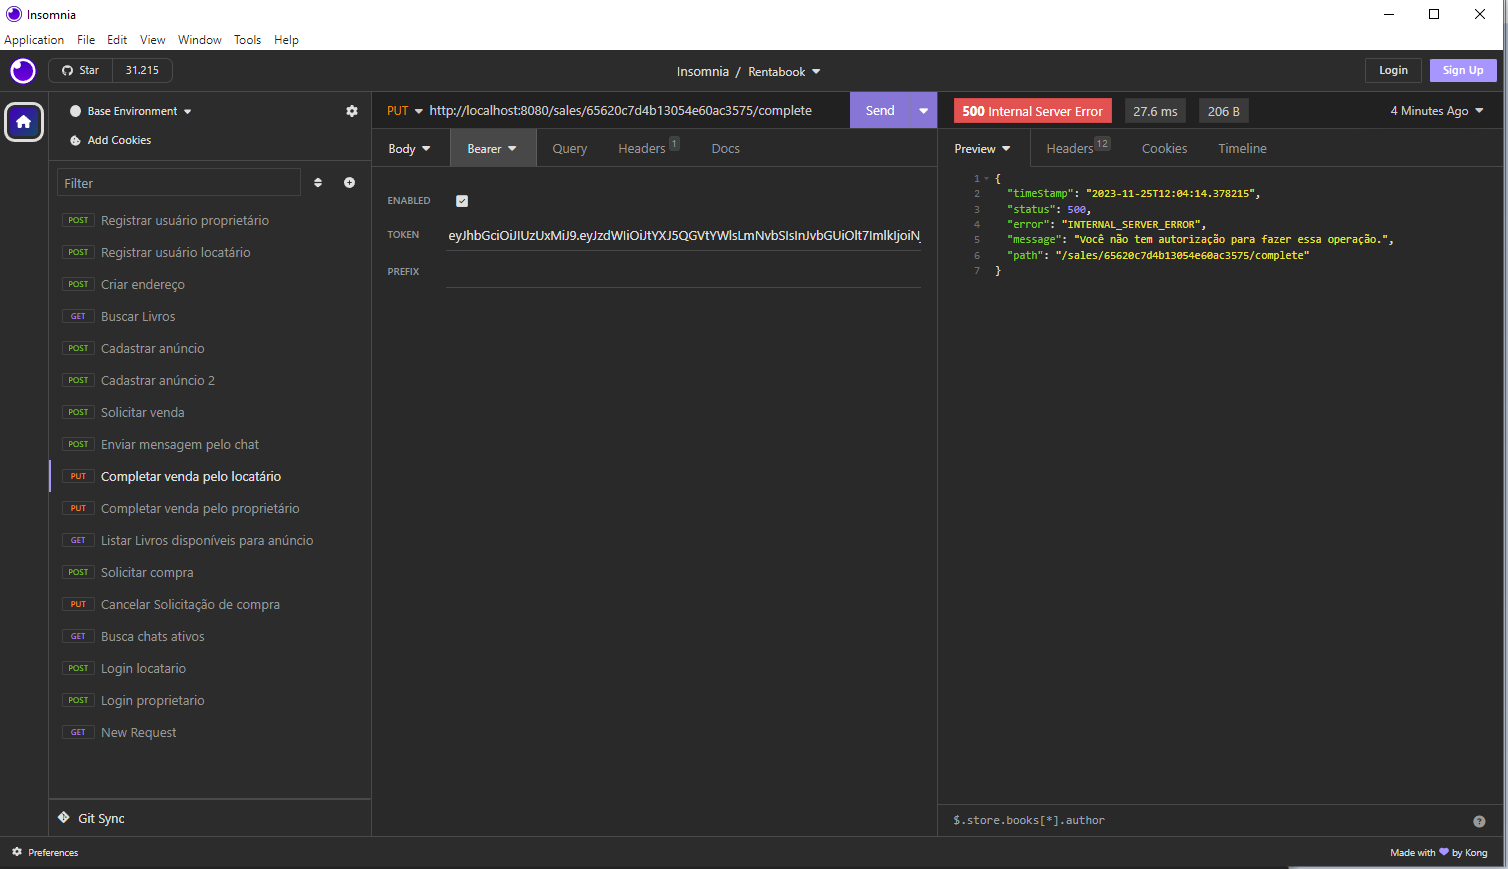 Insomnia
Application File Edit View Window Tools Help
Star 31.215
Insomnia / Rentabook
Login Sign Up
Base Environment
Add Cookies
Filter
POST Registrar usuário proprietário
POST Registrar usuário locatário
POST Criar endereço
GET Buscar Livros
POST Cadastrar anúncio
POST Cadastrar anúncio 2
POST Solicitar venda
POST Enviar mensagem pelo chat
PUT Completar venda pelo locatário
PUT Completar venda pelo proprietário
GET Listar Livros disponíveis para anúncio
POST Solicitar compra
PUT Cancelar Solicitação de compra
GET Busca chats ativos
POST Login locatario
POST Login proprietario
GET New Request
Git Sync
PUT http://localhost:8080/sales/65620c7d4b13054e60ac3575/complete Send
Body Bearer Query Headers 1 Docs
ENABLED
TOKEN eyJhbGciOiJIUzUxMiJ9.eyJzdWIiOiJtYXJ5QGVtYWlsLmNvbSIsInJvbGUiOlt7ImlkIjoiN
PREFIX
500 Internal Server Error 27.6 ms 206 B 4 Minutes Ago
Preview Headers 12 Cookies Timeline
1 {
2 "timeStamp": "2023-11-25T12:04:14.378215",
3 "status": 500,
4 "error": "INTERNAL_SERVER_ERROR",
5 "message": "Você não tem autorização para fazer essa operação.",
6 "path": "/sales/65620c7d4b13054e60ac3575/complete"
7 }
$.store.books[*].author
Preferences
Made with by Kong